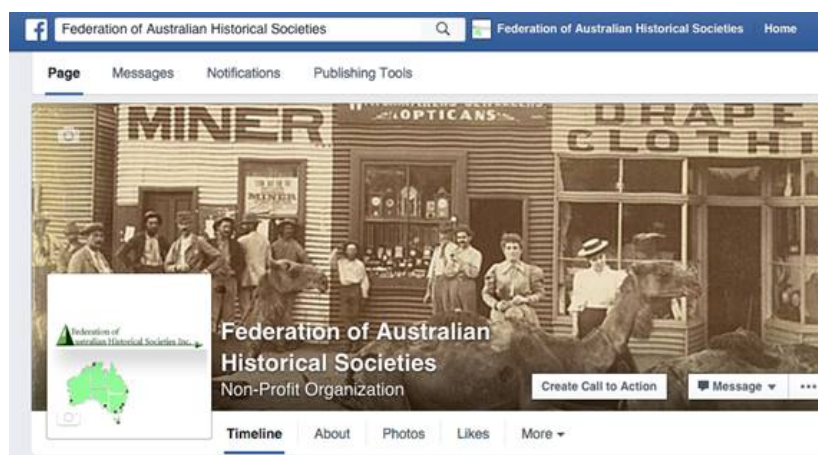 f Federation of Australian Historical Societies Federation of Australian Historical Societies Home
Page Messages Notifications Publishing Tools
OPTICANS
MINER
DRAPE
CLOTHI
MINER
Federation of
Australian Historical Societies Inc.
Federation of Australian
Historical Societies
Non-Profit Organization
Create Call to Action Message
Timeline About Photos Likes More